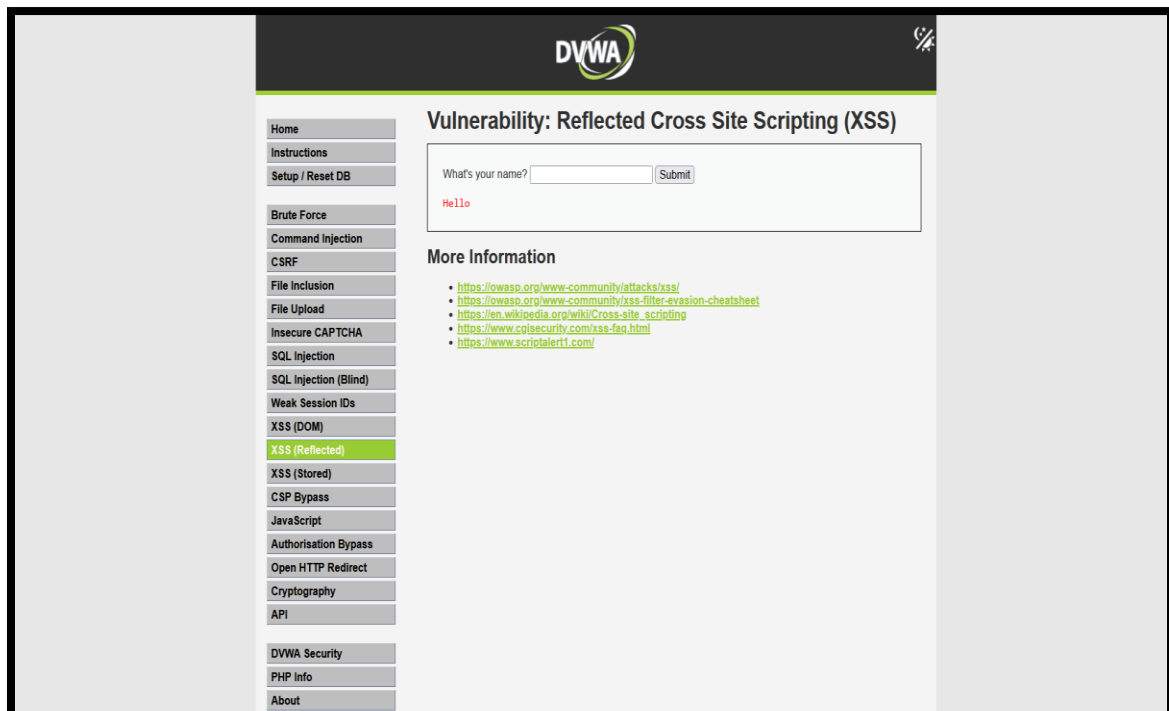 DVWA
Home
Instructions
Setup / Reset DB
Brute Force
Command Injection
CSRF
File Inclusion
File Upload
Insecure CAPTCHA
SQL Injection
SQL Injection (Blind)
Weak Session IDs
XSS (DOM)
XSS (Reflected)
XSS (Stored)
CSP Bypass
JavaScript
Authorisation Bypass
Open HTTP Redirect
Cryptography
API
DVWA Security
PHP Info
About
Vulnerability: Reflected Cross Site Scripting (XSS)
What's your name? Submit
Hello
More Information
https://owasp.org/www-community/attacks/xss/
https://owasp.org/www-community/xss-filter-evasion-cheatsheet
https://en.wikipedia.org/wiki/Cross-site_scripting
https://www.cgisecurity.com/xss-faq.html
https://www.scriptalert1.com/